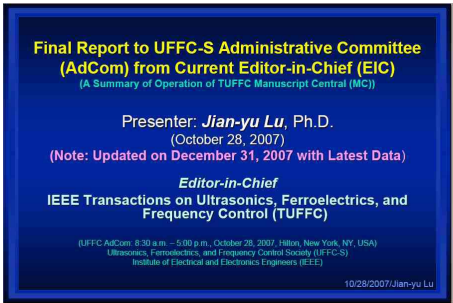 Final Report to UFFC-S Administrative Committee
(AdCom) from Current Editor-in-Chief (EIC)
(A Summary of Operation of TUFFC Manuscript Central (MC))
Presenter: Jian-yu Lu, Ph.D.
(October 28, 2007)
(Note: Updated on December 31, 2007 with Latest Data)
Editor-in-Chief
IEEE Transactions on Ultrasonics, Ferroelectrics, and
Frequency Control (TUFFC)
(UFFC AdCom: 8:30 a.m. – 5:00 p.m., October 28, 2007, Hilton, New York, NY, USA)
Ultrasonics, Ferroelectrics, and Frequency Control Society (UFFC-S)
Institute of Electrical and Electronics Engineers (IEEE)
10/28/2007/Jian-yu Lu